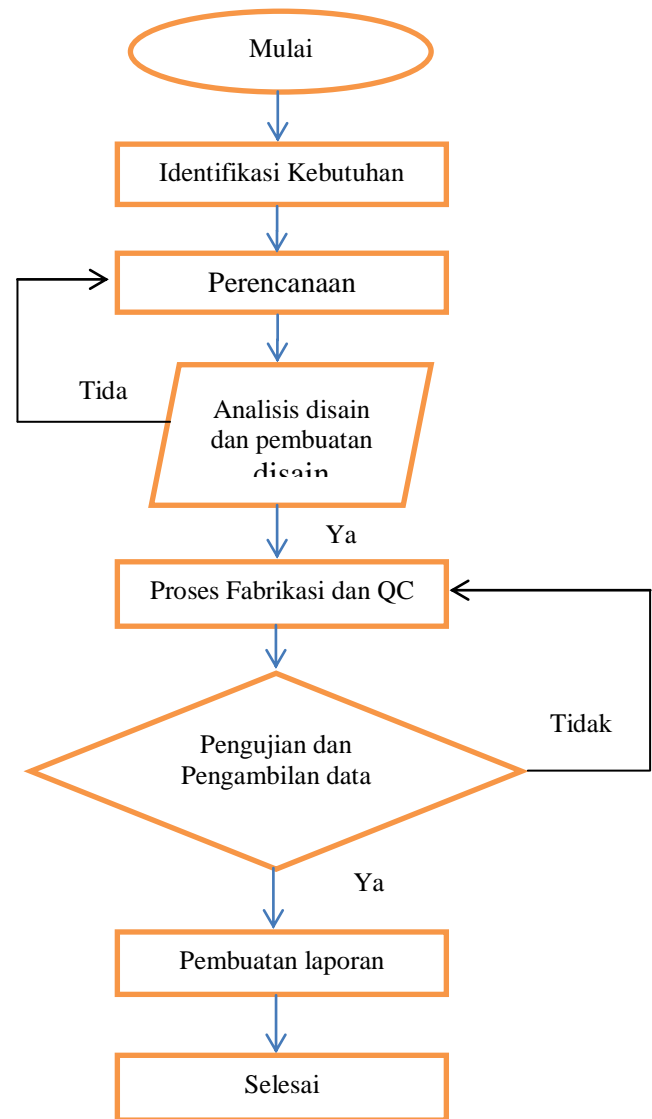 Mulai
Identifikasi Kebutuhan
Perencanaan
Tida
Analisis disain
dan pembuatan
disain
Ya
Proses Fabrikasi dan QC
Tidak
Pengujian dan
Pengambilan data
Ya
Pembuatan laporan
Selesai